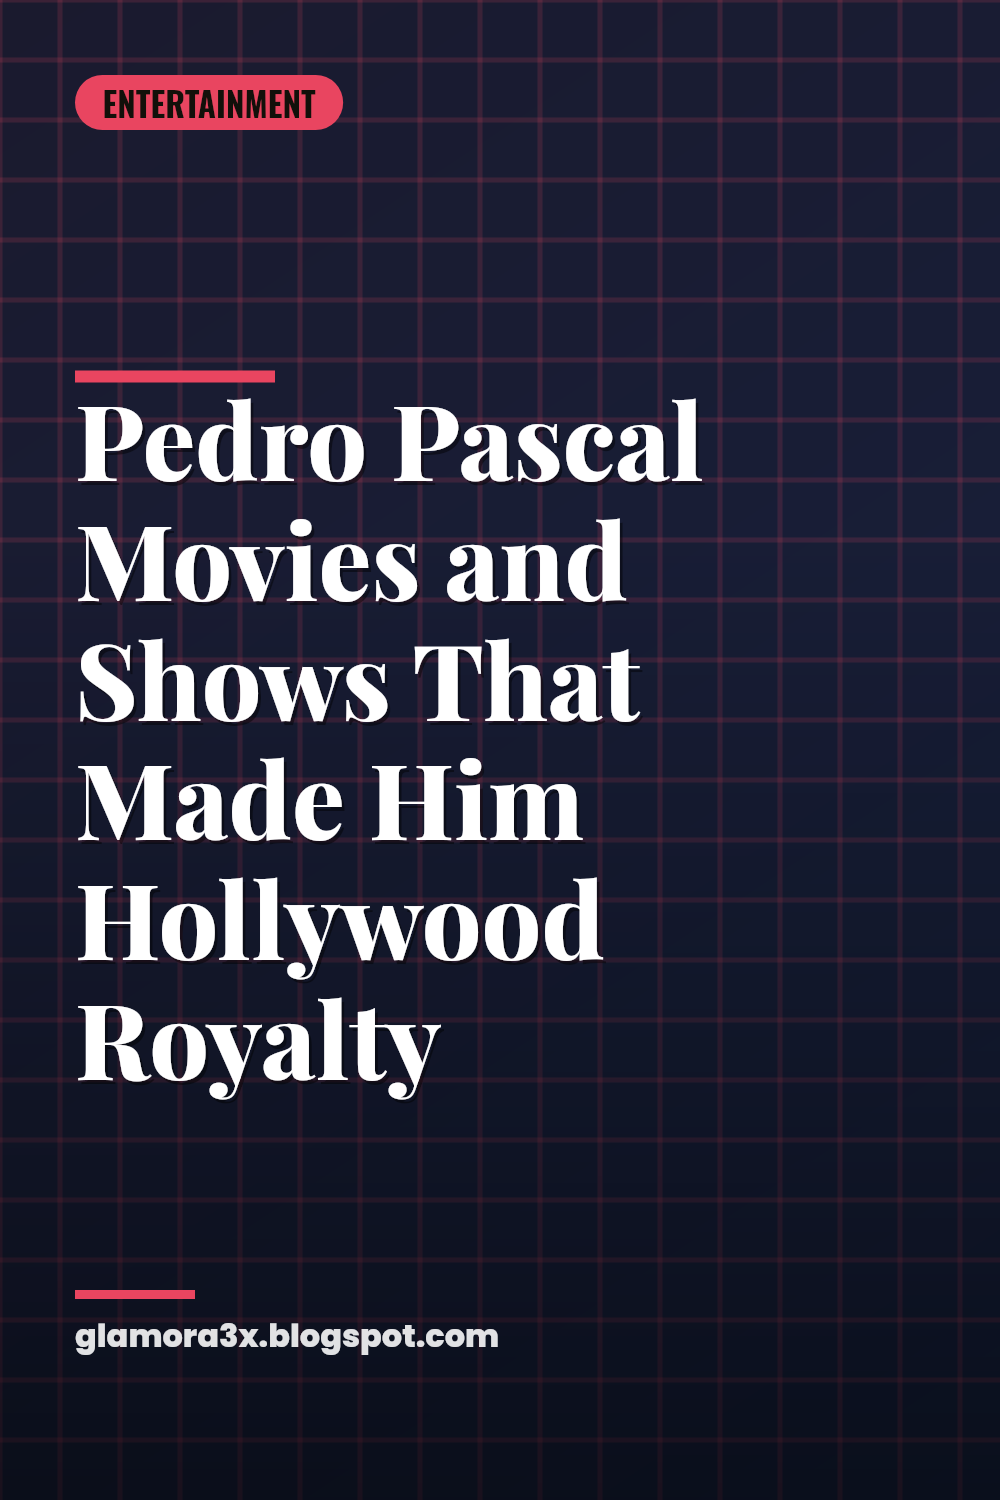 ENTERTAINMENT
Pedro Pascal
Movies and
Shows That
Made Him
Hollywood
Royalty
glamora3x.blogspot.com